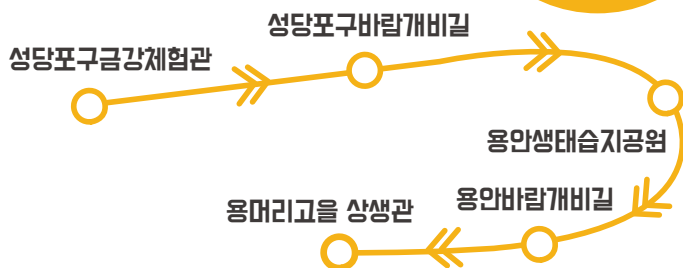 성당포구금강체험관
성당포구바람개비길
용안생태습지공원
용안바람개비길
용머리고을 상생관